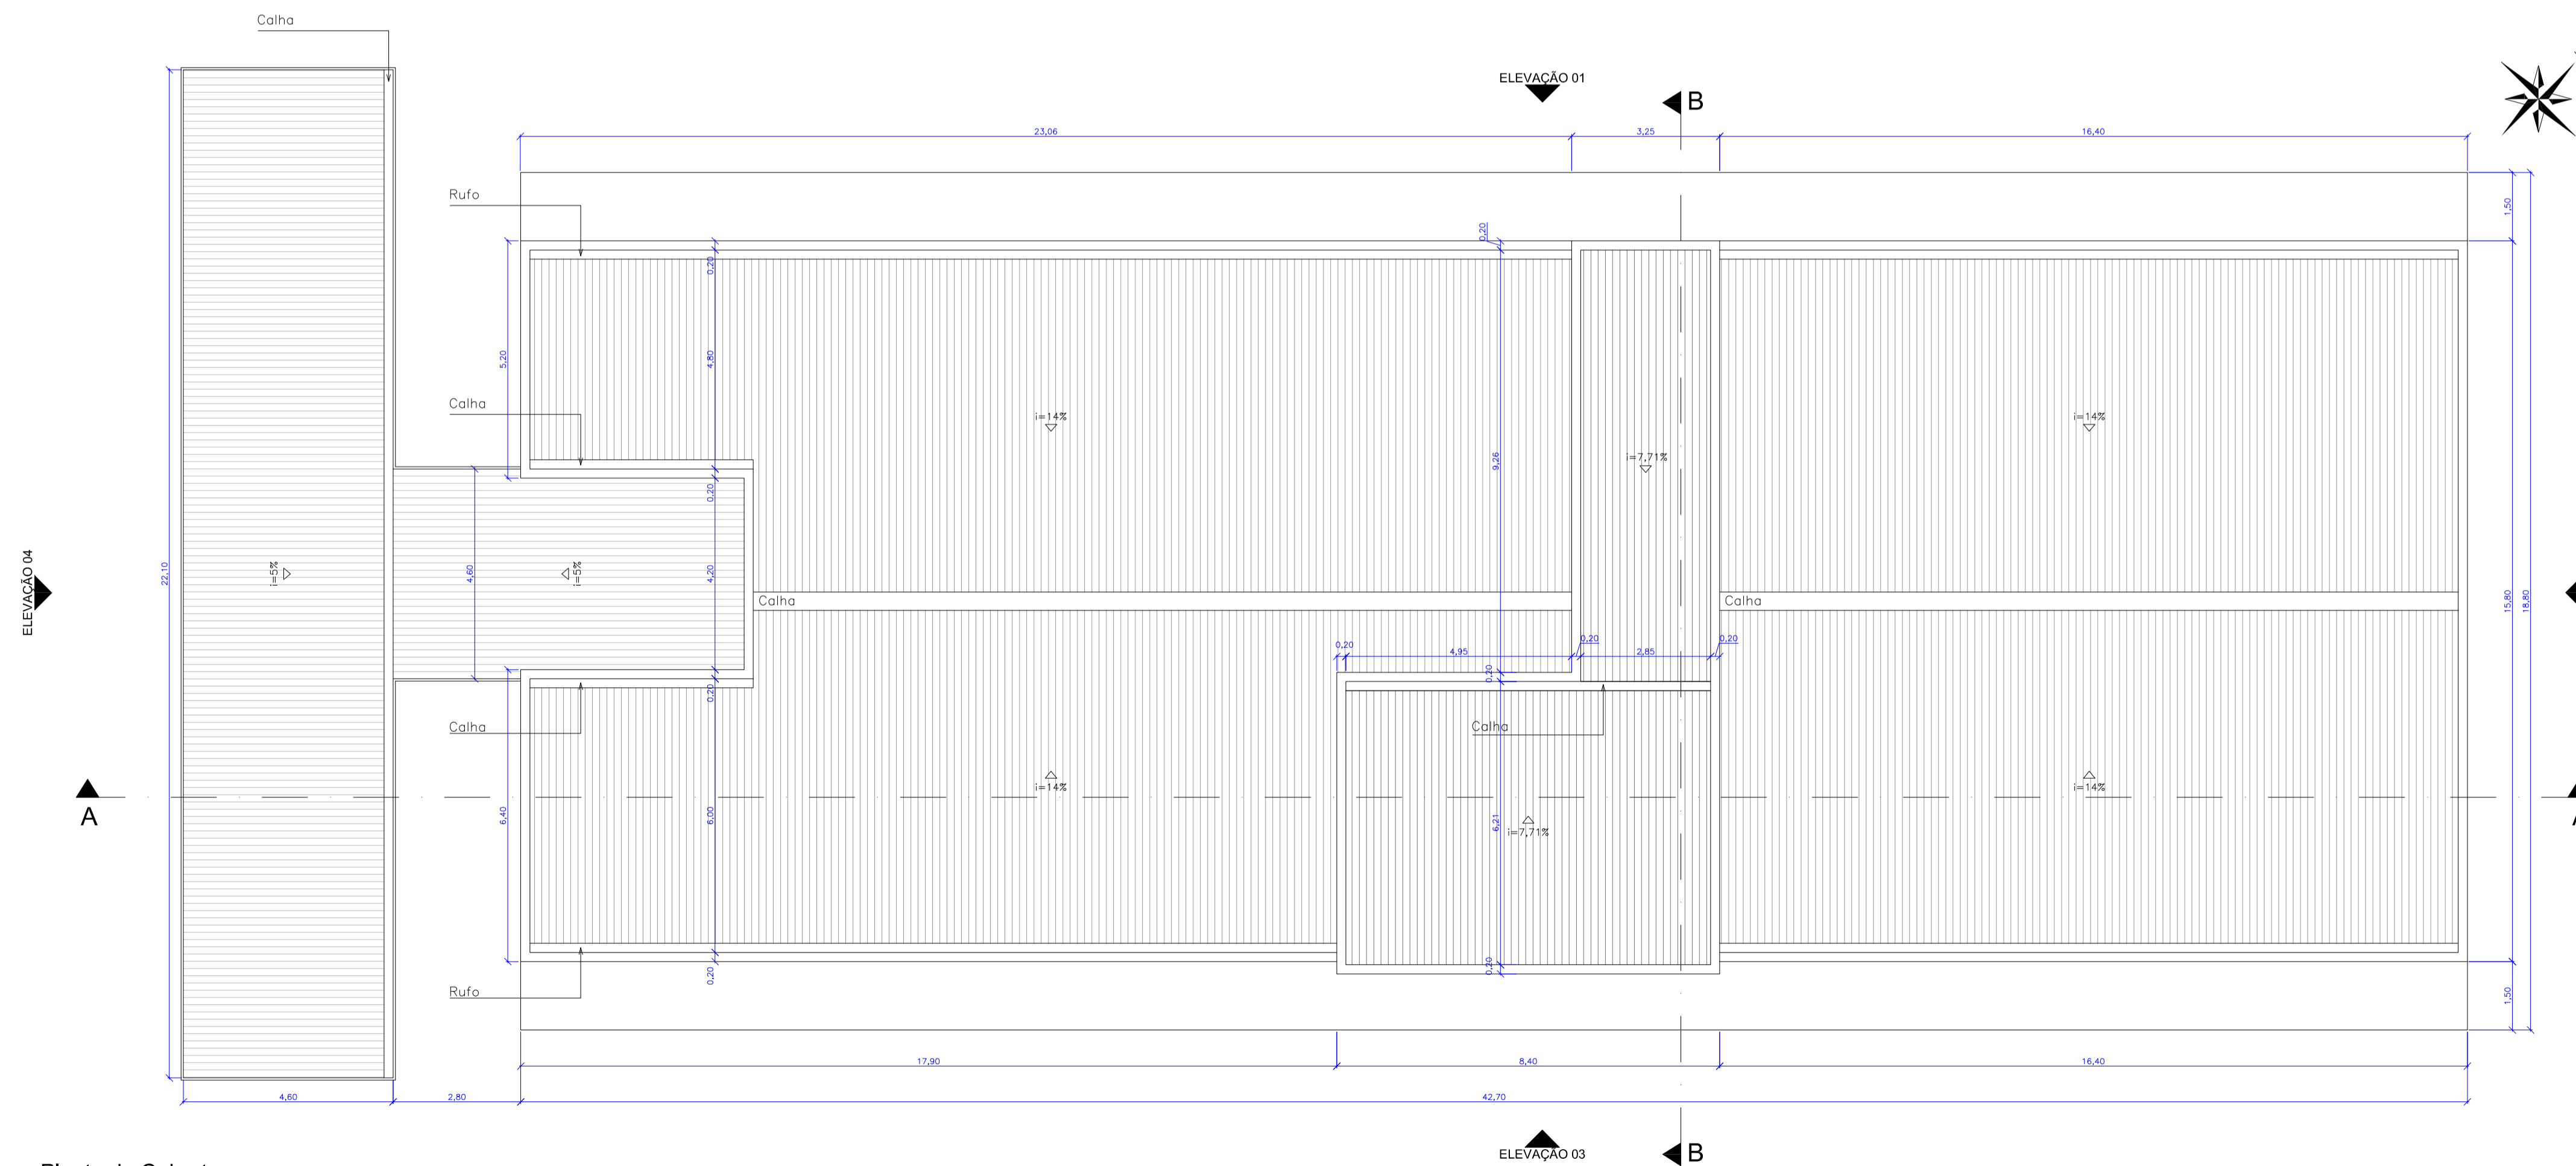 Calha
ELEVAÇÃO 01
B
23,06
3,25
16,40
Rufo
0,20
1,50
0,20
5,20
4,80
Calha
i=14%
i=14%
9,26
i=7,71%
0,20
ELEVAÇÃO 04
22,10
i=5%
4,60
i=5%
4,20
Calha
Calha
15,80
18,80
0,20
4,95
0,20
2,85
0,20
0,20
0,20
Calha
Calha
i=14%
i=14%
A
6,40
6,00
6,21
i=7,71%
0,20
0,20
Rufo
1,50
17,90
8,40
16,40
4,60
2,80
42,70
ELEVAÇÃO 03
B